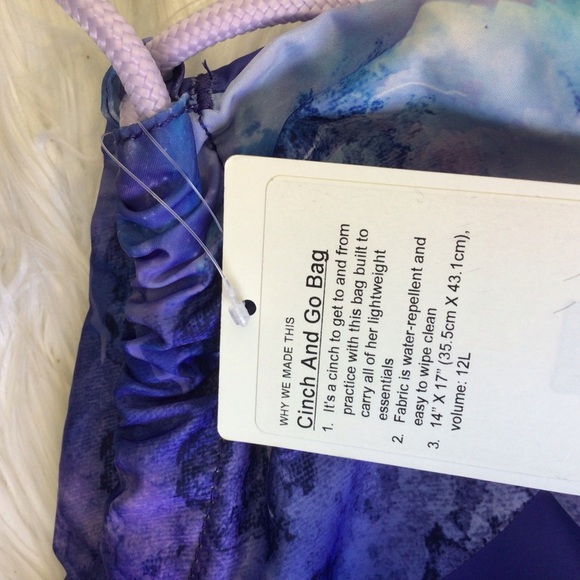 WHY WE MADE THIS
Cinch And Go Bag
1. It's a cinch to get to and from
practice with this bag built to
carry all of her lightweight
essentials
2. Fabric is water-repellent and
easy to wipe clean
3. 14" X 17" (35.5cm X 43.1cm),
volume: 12L